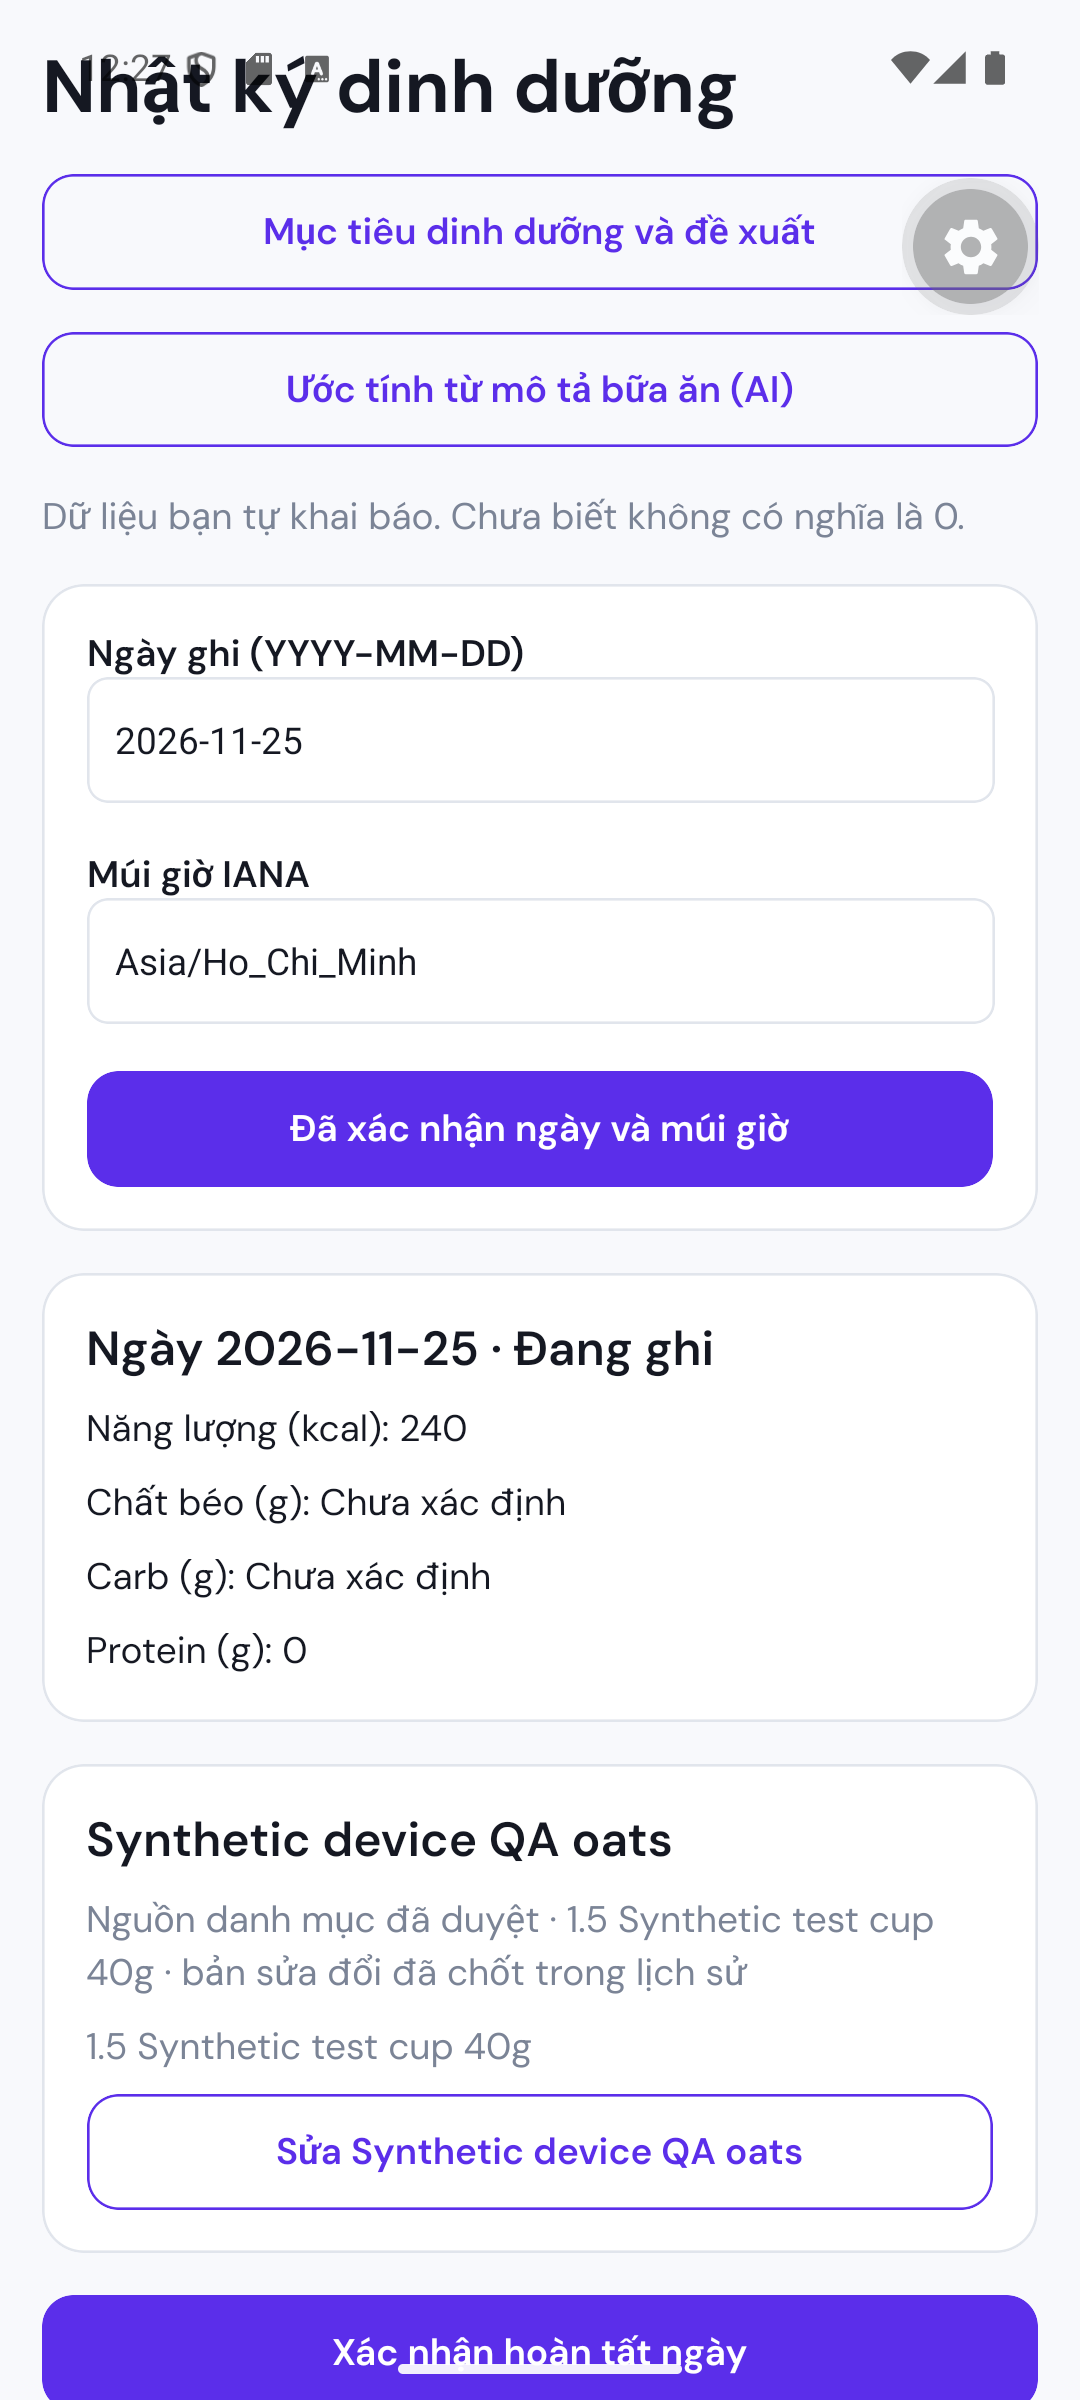 12:27
Nhật ký dinh dưỡng
Mục tiêu dinh dưỡng và đề xuất
Ước tính từ mô tả bữa ăn (AI)
Dữ liệu bạn tự khai báo. Chưa biết không có nghĩa là 0.
Ngày ghi (YYYY-MM-DD)
2026-11-25
Múi giờ IANA
Asia/Ho_Chi_Minh
Đã xác nhận ngày và múi giờ
Ngày 2026-11-25 · Đang ghi
Năng lượng (kcal): 240
Chất béo (g): Chưa xác định
Carb (g): Chưa xác định
Protein (g): 0
Synthetic device QA oats
Nguồn danh mục đã duyệt · 1.5 Synthetic test cup
40g · bản sửa đổi đã chốt trong lịch sử
1.5 Synthetic test cup 40g
Sửa Synthetic device QA oats
Xác nhận hoàn tất ngày